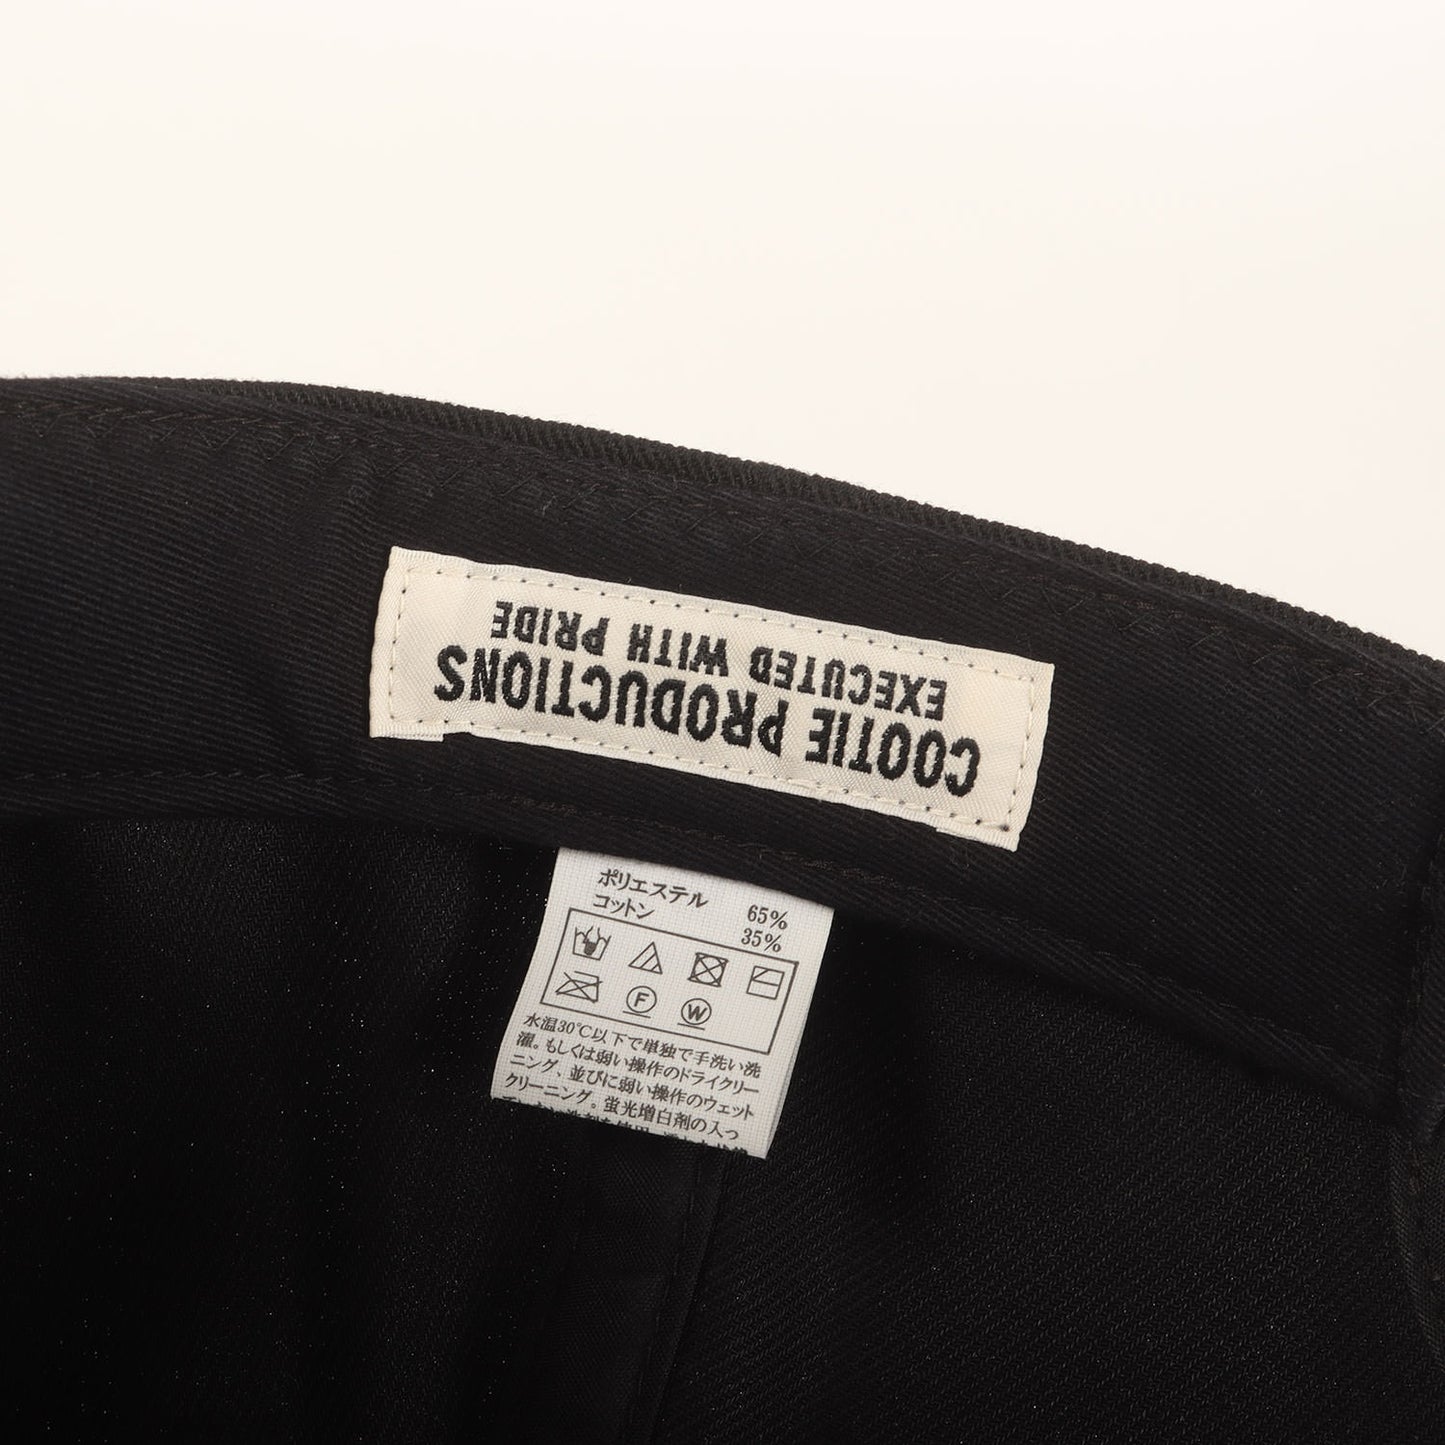 COOTIE PRODUCTIONS
EXECUTED WITH PRIDE
ポリエステル 65%
コットン 35%
F W
水温30℃以下で単独で手洗い洗
濯。もしくは弱い操作のドライクリー
ニング、並びに弱い操作のウェット
クリーニング。蛍光増白剤の入っ